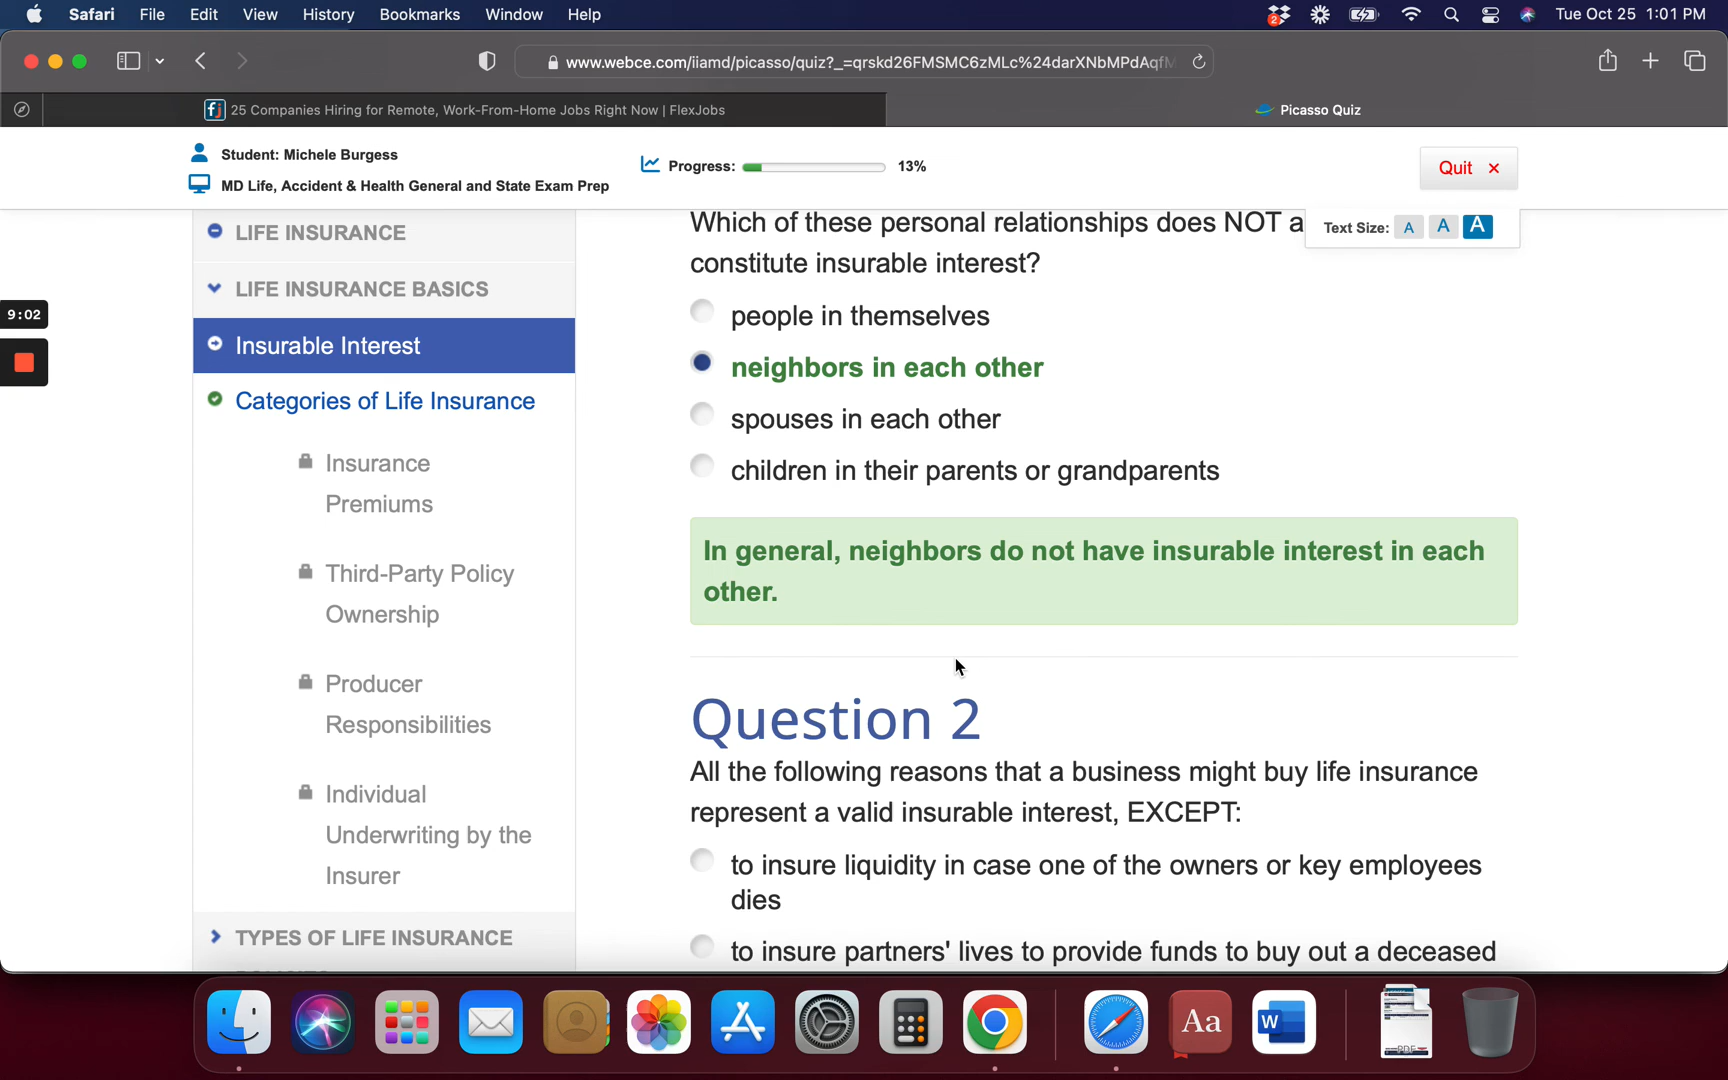 Safari File Edit View History Bookmarks Window Help
2
Tue Oct 25 1:01 PM
www.webce.com/iiamd/picasso/quiz?_=qrskd26FMSMC6zMLc%24darXNbMPdAqfM
fj 25 Companies Hiring for Remote, Work-From-Home Jobs Right Now | FlexJobs
Picasso Quiz
Student: Michele Burgess
MD Life, Accident & Health General and State Exam Prep
Progress: 13%
Quit ×
Text Size: A A A
9:02
LIFE INSURANCE
LIFE INSURANCE BASICS
Insurable Interest
Categories of Life Insurance
Insurance
Premiums
Third-Party Policy
Ownership
Producer
Responsibilities
Individual
Underwriting by the
Insurer
TYPES OF LIFE INSURANCE
Which of these personal relationships does NOT a
constitute insurable interest?
people in themselves
neighbors in each other
spouses in each other
children in their parents or grandparents
In general, neighbors do not have insurable interest in each
other.
Question 2
All the following reasons that a business might buy life insurance
represent a valid insurable interest, EXCEPT:
to insure liquidity in case one of the owners or key employees
dies
to insure partners' lives to provide funds to buy out a deceased
Aa
W
PDF